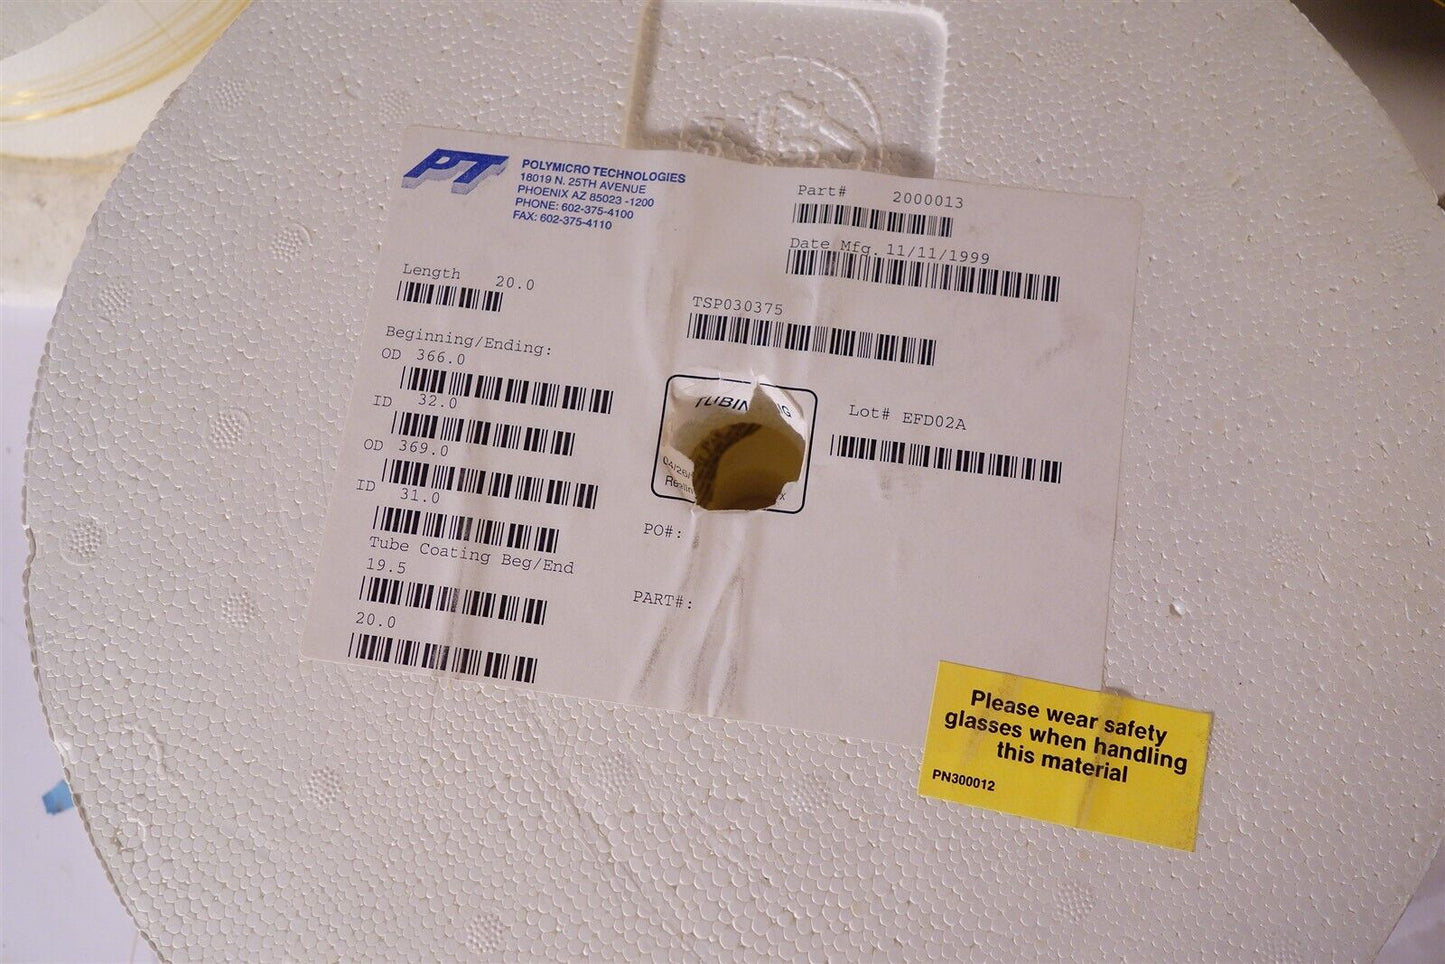 PT
POLYMICRO TECHNOLOGIES
18019 N. 25TH AVENUE
PHOENIX AZ 85023 -1200
PHONE: 602-375-4100
FAX: 602-375-4110
Part# 2000013
Date Mfg. 11/11/1999
Length 20.0
TSP030375
Beginning/Ending:
OD 366.0
ID 32.0
OD 369.0
ID 31.0
Tube Coating Beg/End
19.5
20.0
TUBIN
Lot# EFD02A
PO#:
PART#:
Please wear safety
glasses when handling
this material
PN300012